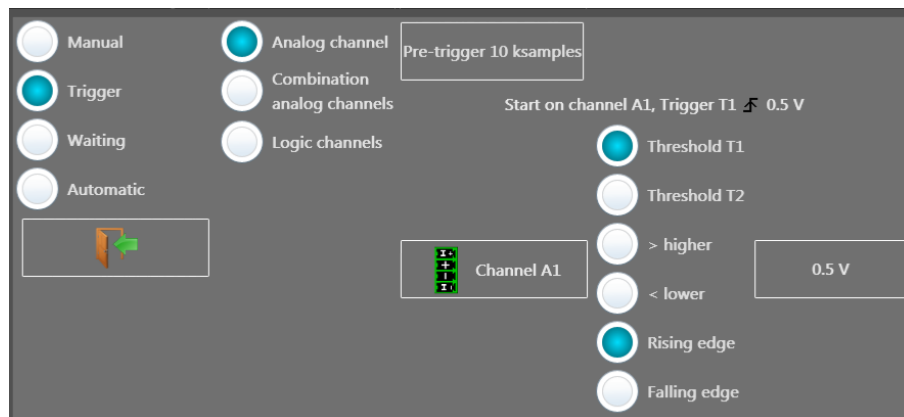 Manual
Trigger
Waiting
Automatic
Analog channel
Combination
analog channels
Logic channels
Pre-trigger 10 ksamples
Start on channel A1, Trigger T1 0.5 V
Threshold T1
Threshold T2
> higher
< lower
Rising edge
Falling edge
Channel A1
0.5 V